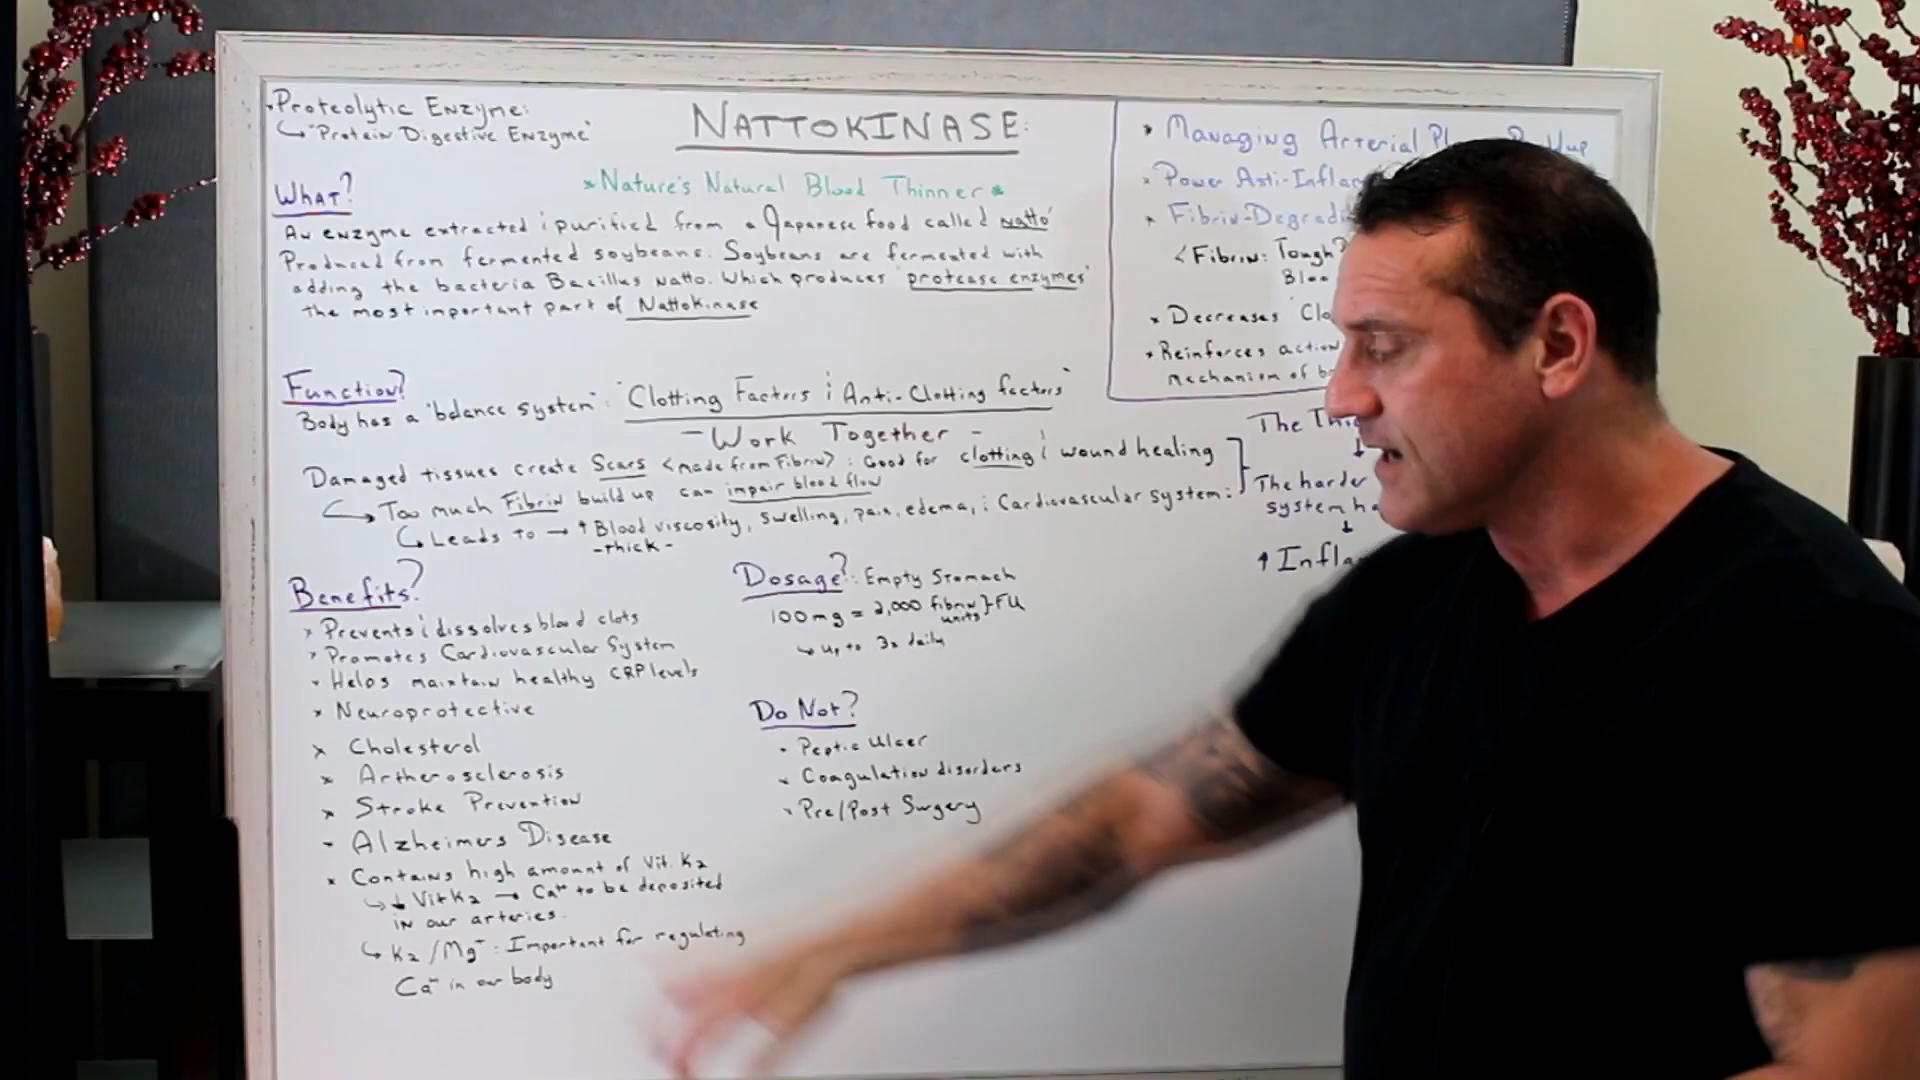 Proteolytic Enzyme:
"Protein Digestive Enzyme"
NATTOKINASE:
*Nature's Natural Blood Thinner*
What?
An enzyme extracted & purified from a Japanese food called natto'
Produced from fermented soybeans. Soybeans are fermented with
adding the bacteria Bacillus natto. Which produces "protease enzymes"
the most important part of Nattokinase
Function?
Body has a "balance system": "Clotting Factors & Anti-Clotting factors"
- Work Together -
Damaged tissues create Scars <made from Fibrin>: Good for clotting & wound healing
Too much Fibrin build up can impair blood flow
Leads to → ↑ Blood viscosity, swelling, pain, edema, & Cardiovascular system:
-thick-
Benefits?
Prevents & dissolves blood clots
Promotes Cardiovascular System
Helps maintain healthy CRP levels
Neuroprotective
Cholesterol
Artherosclerosis
Stroke Prevention
Alzheimers Disease
Contains high amount of Vit. K2
↓ Vit K2 → Ca++ to be deposited
in our arteries.
K2/Mg+: Important for regulating
Ca++ in our body
Dosage?: Empty Stomach
100mg = 2,000 fibrin units } FU
up to 3x daily
Do Not?
Peptic Ulcer
Coagulation disorders
Pre/Post Surgery
Managing Arterial
Power Anti-
Fibrin-
<Fibrin: Tough
Decreases
Reinforces action
mechanism of
The
The harder
system
↑